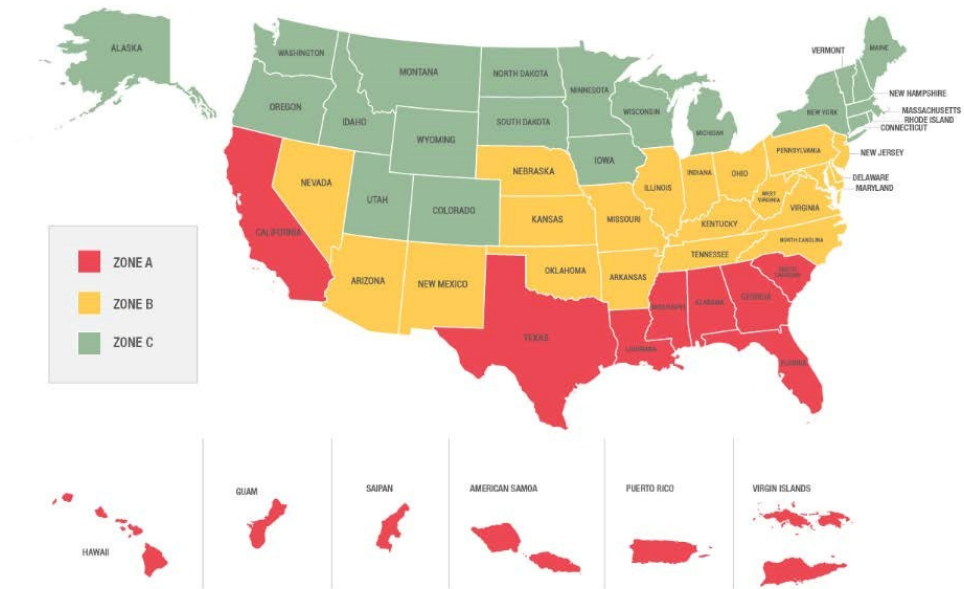 ALASKA
WASHINGTON
MONTANA
NORTH DAKOTA
MINNESOTA
VERMONT
MAINE
OREGON
IDAHO
WYOMING
SOUTH DAKOTA
WISCONSIN
MICHIGAN
NEW YORK
NEW HAMPSHIRE
MASSACHUSETTS
RHODE ISLAND
CONNECTICUT
NEVADA
UTAH
COLORADO
NEBRASKA
IOWA
ILLINOIS
INDIANA
OHIO
PENNSYLVANIA
NEW JERSEY
DELAWARE
MARYLAND
CALIFORNIA
KANSAS
MISSOURI
KENTUCKY
WEST
VIRGINIA
VIRGINIA
ARIZONA
NEW MEXICO
OKLAHOMA
ARKANSAS
TENNESSEE
NORTH CAROLINA
SOUTH
CAROLINA
TEXAS
LOUISIANA
MISSISSIPPI
ALABAMA
GEORGIA
FLORIDA
ZONE A
ZONE B
ZONE C
HAWAII
GUAM
SAIPAN
AMERICAN SAMOA
PUERTO RICO
VIRGIN ISLANDS